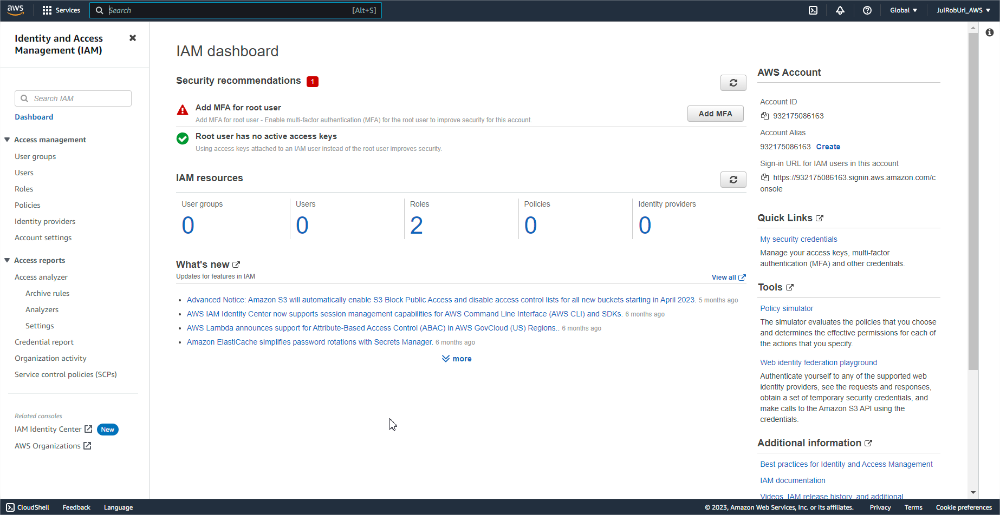 aws
Services
Search
[Alt+S]
Global
JulRobUri_AWS
Identity and Access
Management (IAM)
Search IAM
Dashboard
Access management
User groups
Users
Roles
Policies
Identity providers
Account settings
Access reports
Access analyzer
Archive rules
Analyzers
Settings
Credential report
Organization activity
Service control policies (SCPs)
Related consoles
IAM Identity Center
New
AWS Organizations
IAM dashboard
Security recommendations
1
Add MFA for root user
Add MFA for root user - Enable multi-factor authentication (MFA) for the root user to improve security for this account.
Add MFA
Root user has no active access keys
Using access keys attached to an IAM user instead of the root user improves security.
IAM resources
User groups
0
Users
0
Roles
2
Policies
0
Identity providers
0
What's new
Updates for features in IAM
View all
Advanced Notice: Amazon S3 will automatically enable S3 Block Public Access and disable access control lists for all new buckets starting in April 2023. 5 months ago
AWS IAM Identity Center now supports session management capabilities for AWS Command Line Interface (AWS CLI) and SDKs. 6 months ago
AWS Lambda announces support for Attribute-Based Access Control (ABAC) in AWS GovCloud (US) Regions.. 6 months ago
Amazon ElastiCache simplifies password rotations with Secrets Manager. 6 months ago
more
AWS Account
Account ID
932175086163
Account Alias
932175086163 Create
Sign-in URL for IAM users in this account
https://932175086163.signin.aws.amazon.com/c
onsole
Quick Links
My security credentials
Manage your access keys, multi-factor
authentication (MFA) and other credentials.
Tools
Policy simulator
The simulator evaluates the policies that you choose
and determines the effective permissions for each of
the actions that you specify.
Web identity federation playground
Authenticate yourself to any of the supported web
identity providers, see the requests and responses,
obtain a set of temporary security credentials, and
make calls to the Amazon S3 API using the
credentials.
Additional information
Best practices for Identity and Access Management
IAM documentation
Videos, IAM release history, and additional
CloudShell
Feedback
Language
© 2023, Amazon Web Services, Inc. or its affiliates.
Privacy
Terms
Cookie preferences